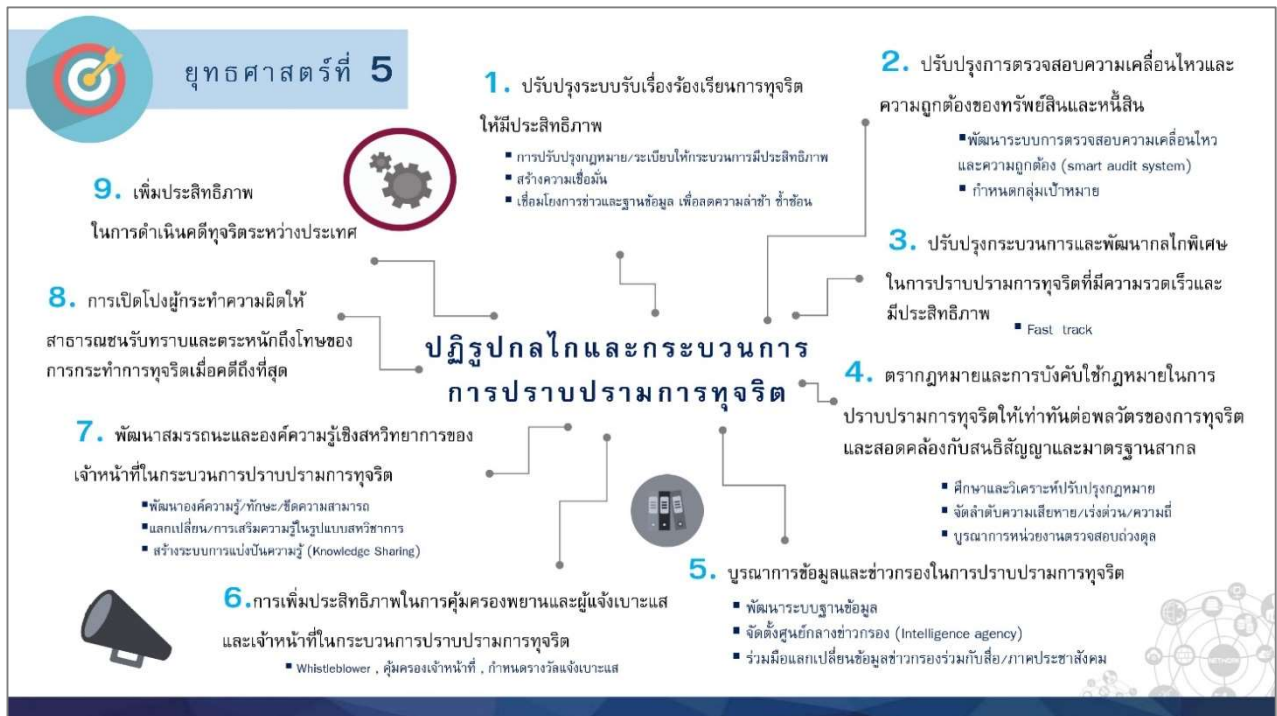 ยุทธศาสตร์ที่ 5
1. ปรับปรุงระบบรับเรื่องร้องเรียนการทุจริต
ให้มีประสิทธิภาพ
▪ การปรับปรุงกฎหมาย/ระเบียบให้กระบวนการมีประสิทธิภาพ
▪ สร้างความเชื่อมั่น
▪ เชื่อมโยงการข่าวและฐานข้อมูล เพื่อลดความล่าช้า ซ้ำซ้อน
2. ปรับปรุงการตรวจสอบความเคลื่อนไหวและ
ความถูกต้องของทรัพย์สินและหนี้สิน
▪พัฒนาระบบการตรวจสอบความเคลื่อนไหว
และความถูกต้อง (smart audit system)
▪ กำหนดกลุ่มเป้าหมาย
3. ปรับปรุงกระบวนการและพัฒนากลไกพิเศษ
ในการปราบปรามการทุจริตที่มีความรวดเร็วและ
มีประสิทธิภาพ
▪ Fast track
ปฏิรูปกลไกและกระบวนการ
การปราบปรามการทุจริต
4. ตรากฎหมายและการบังคับใช้กฎหมายในการ
ปราบปรามการทุจริตให้เท่าทันต่อพลวัตรของการทุจริต
และสอดคล้องกับสนธิสัญญาและมาตรฐานสากล
▪ ศึกษาและวิเคราะห์ปรับปรุงกฎหมาย
▪ จัดลำดับความเสียหาย/เร่งด่วน/ความถี่
▪ บูรณาการหน่วยงานตรวจสอบถ่วงดุล
5. บูรณาการข้อมูลและข่าวกรองในการปราบปรามการทุจริต
▪ พัฒนาระบบฐานข้อมูล
▪ จัดตั้งศูนย์กลางข่าวกรอง (Intelligence agency)
▪ ร่วมมือแลกเปลี่ยนข้อมูลข่าวกรองร่วมกับสื่อ/ภาคประชาสังคม
6.การเพิ่มประสิทธิภาพในการคุ้มครองพยานและผู้แจ้งเบาะแส
และเจ้าหน้าที่ในกระบวนการปราบปรามการทุจริต
▪ Whistleblower , คุ้มครองเจ้าหน้าที่ , กำหนดรางวัลแจ้งเบาะแส
7. พัฒนาสมรรถนะและองค์ความรู้เชิงสหวิทยาการของ
เจ้าหน้าที่ในกระบวนการปราบปรามการทุจริต
▪พัฒนาองค์ความรู้/ทักษะ/ขีดความสามารถ
▪แลกเปลี่ยน/การเสริมความรู้ในรูปแบบสหวิชาการ
▪ สร้างระบบการแบ่งปันความรู้ (Knowledge Sharing)
8. การเปิดโปงผู้กระทำความผิดให้
สาธารณชนรับทราบและตระหนักถึงโทษของ
การกระทำการทุจริตเมื่อคดีถึงที่สุด
9. เพิ่มประสิทธิภาพ
ในการดำเนินคดีทุจริตระหว่างประเทศ
NETWORK